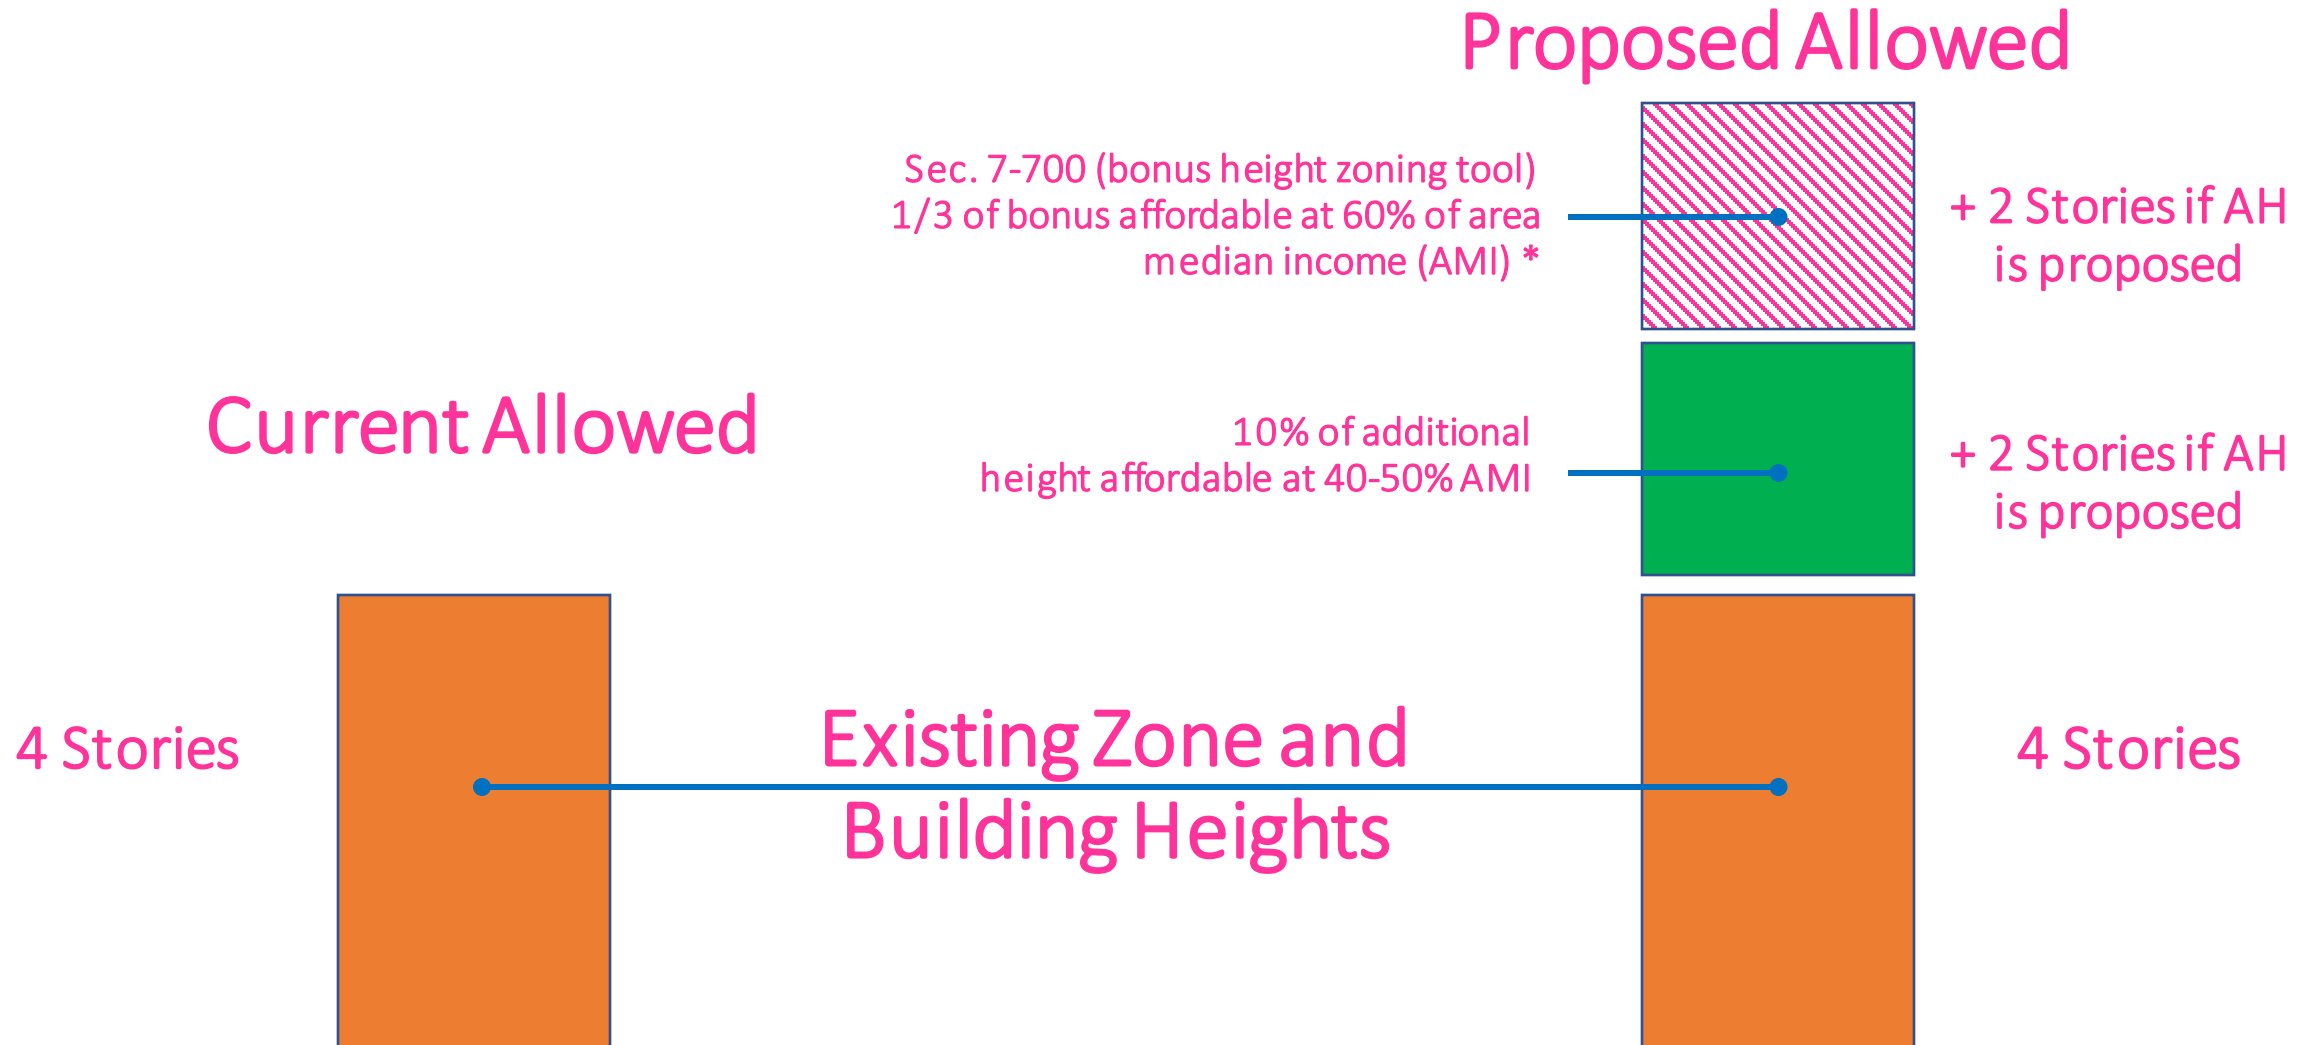 Proposed Allowed
Sec. 7-700 (bonus height zoning tool)
1/3 of bonus affordable at 60% of area
median income (AMI) *
+ 2 Stories if AH
is proposed
Current Allowed
10% of additional
height affordable at 40-50% AMI
+ 2 Stories if AH
is proposed
4 Stories
Existing Zone and
Building Heights
4 Stories